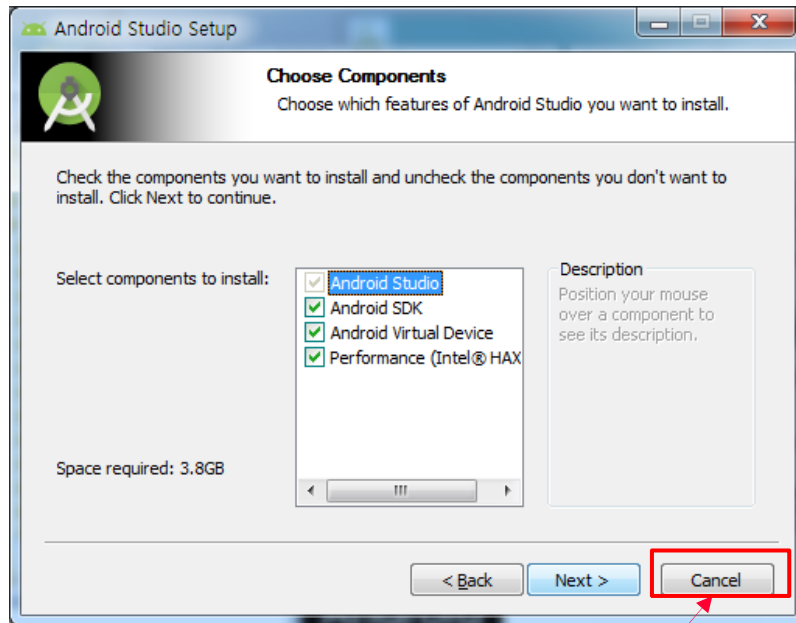 Android Studio Setup
Choose Components
Choose which features of Android Studio you want to install.
Check the components you want to install and uncheck the components you don't want to
install. Click Next to continue.
Select components to install:
Android Studio
Android SDK
Android Virtual Device
Performance (Intel® HAX
Description
Position your mouse
over a component to
see its description.
Space required: 3.8GB
< Back
Next >
Cancel